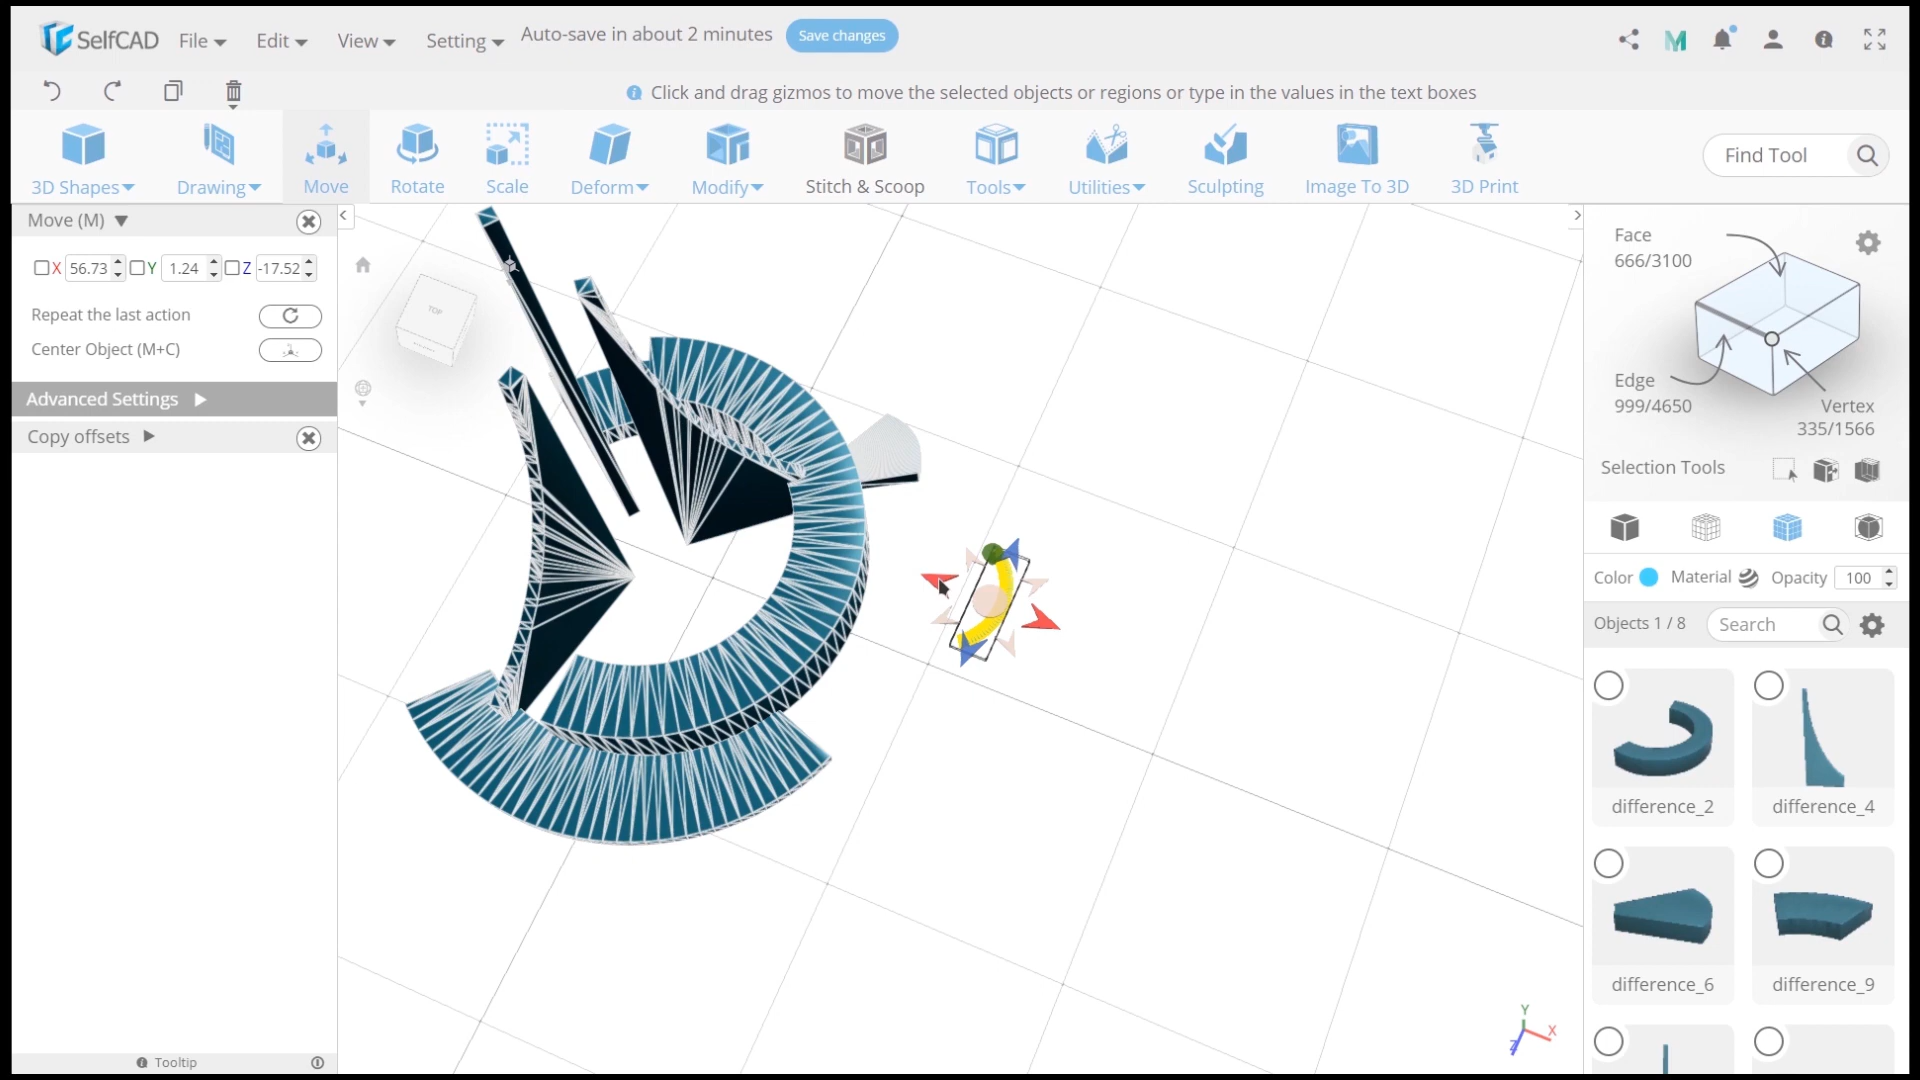 SelfCAD File Edit View Setting Auto-save in about 2 minutes Save changes
Click and drag gizmos to move the selected objects or regions or type in the values in the text boxes
3D Shapes Drawing Move Rotate Scale Deform Modify Stitch & Scoop Tools Utilities Sculpting Image To 3D 3D Print
Find Tool
Move (M)
X 56.73 Y 1.24 Z -17.52
Repeat the last action
Center Object (M+C)
Advanced Settings
Copy offsets
Tooltip
TOP
Face
666/3100
Edge
999/4650
Vertex
335/1566
Selection Tools
Color Material Opacity 100
Objects 1 / 8 Search
difference_2 difference_4
difference_6 difference_9
Y
X
Z